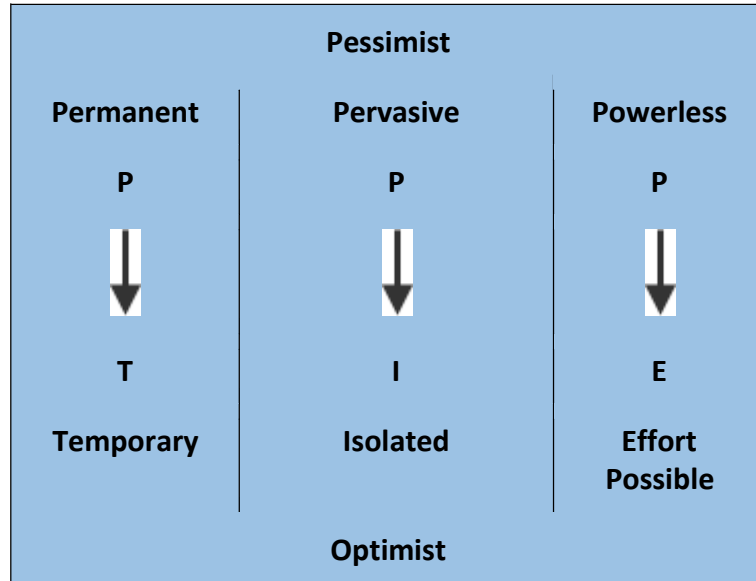 Pessimist
Permanent Pervasive Powerless
P P P
T I E
Temporary Isolated Effort
Possible
Optimist